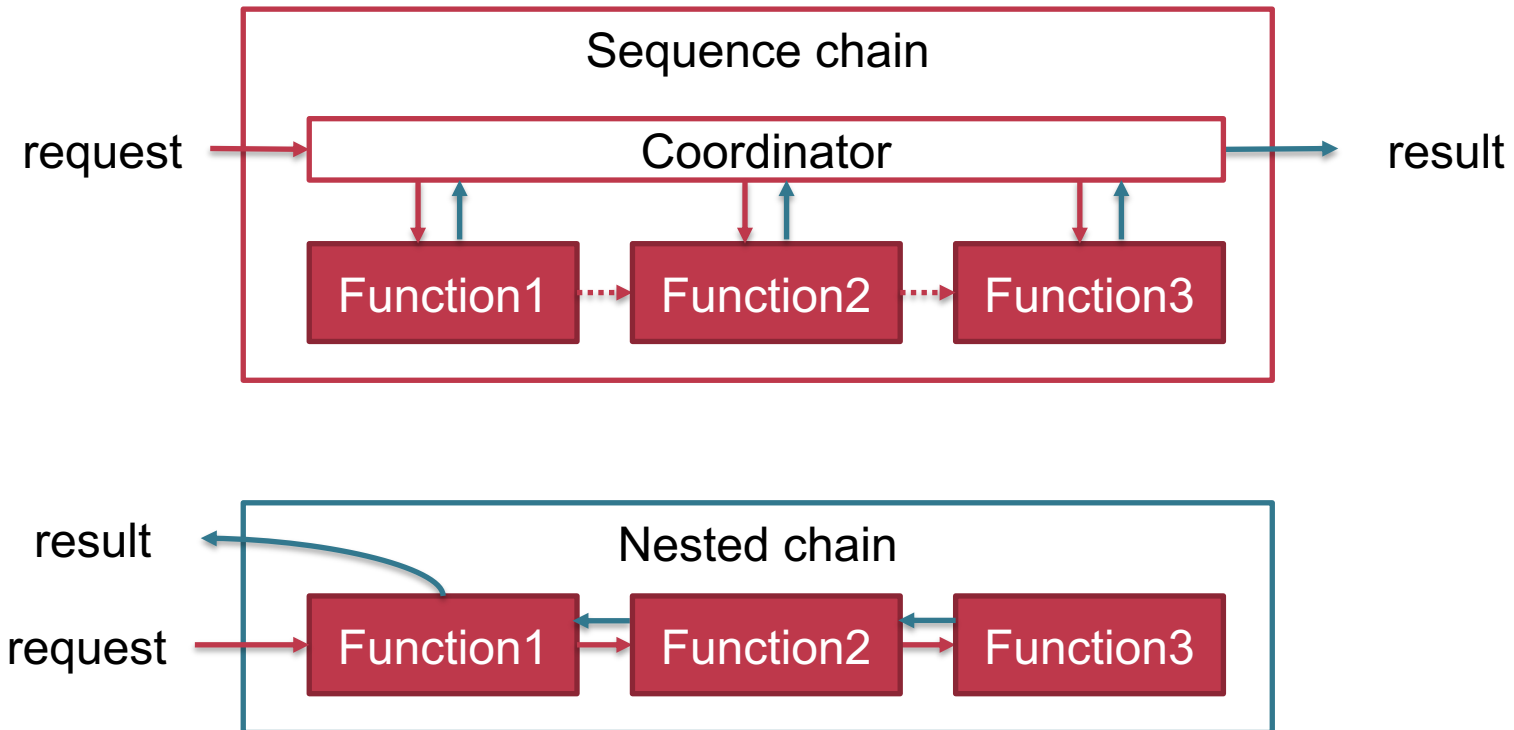 Sequence chain
request
Coordinator
result
Function1
Function2
Function3
result
Nested chain
request
Function1
Function2
Function3